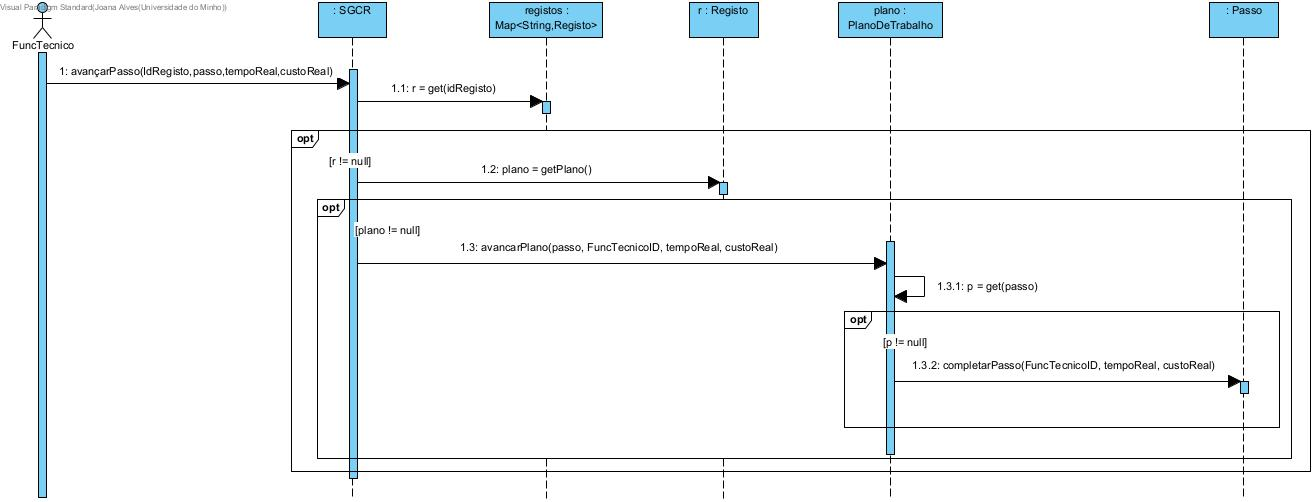 Visual Paradigm Standard(Joana Alves(Universidade do Minho))
FuncTecnico
: SGCR
registos :
Map<String,Registo>
r : Registo
plano :
PlanoDeTrabalho
: Passo
1: avançarPasso(IdRegisto,passo,tempoReal,custoReal)
1.1: r = get(idRegisto)
opt
[r != null]
1.2: plano = getPlano()
opt
[plano != null]
1.3: avancarPlano(passo, FuncTecnicoID, tempoReal, custoReal)
1.3.1: p = get(passo)
opt
[p != null]
1.3.2: completarPasso(FuncTecnicoID, tempoReal, custoReal)